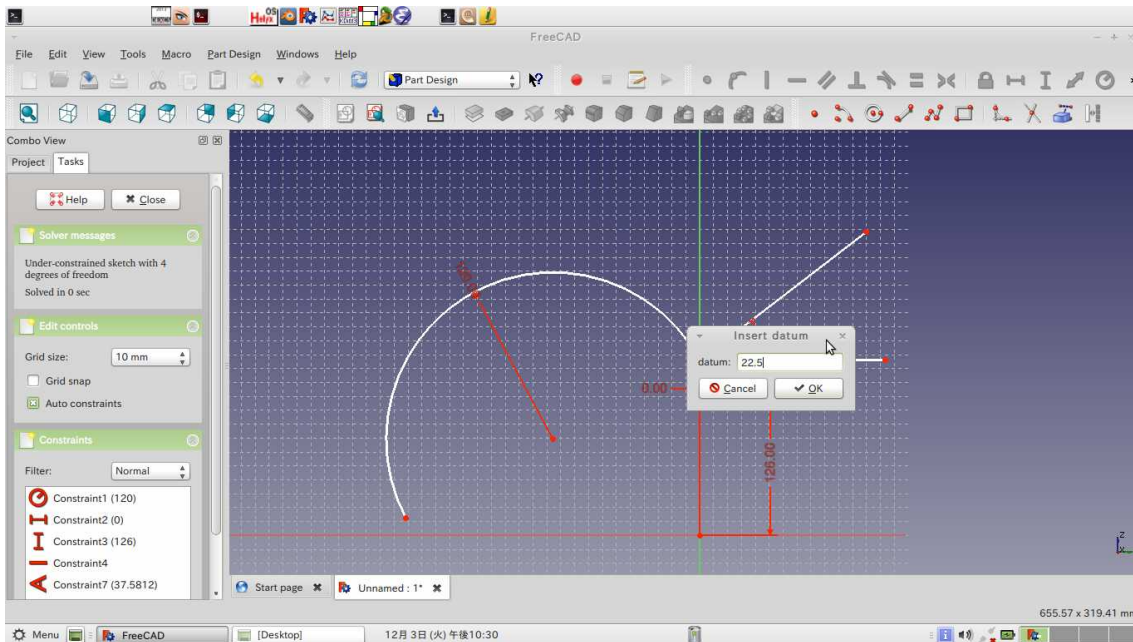 FreeCAD
File Edit View Tools Macro Part Design Windows Help
Part Design
Combo View
Project Tasks
Help Close
Solver messages
Under-constrained sketch with 4
degrees of freedom
Solved in 0 sec
Edit controls
Grid size: 10 mm
Grid snap
Auto constraints
Constraints
Filter: Normal
Constraint1 (120)
Constraint2 (0)
Constraint3 (126)
Constraint4
Constraint7 (37.5812)
Insert datum
datum: 22.5
Cancel OK
0.00
126.00
Z
X
Start page Unnamed : 1*
655.57 x 319.41 mm
Menu FreeCAD [Desktop] 12月 3日 (火) 午後10:30